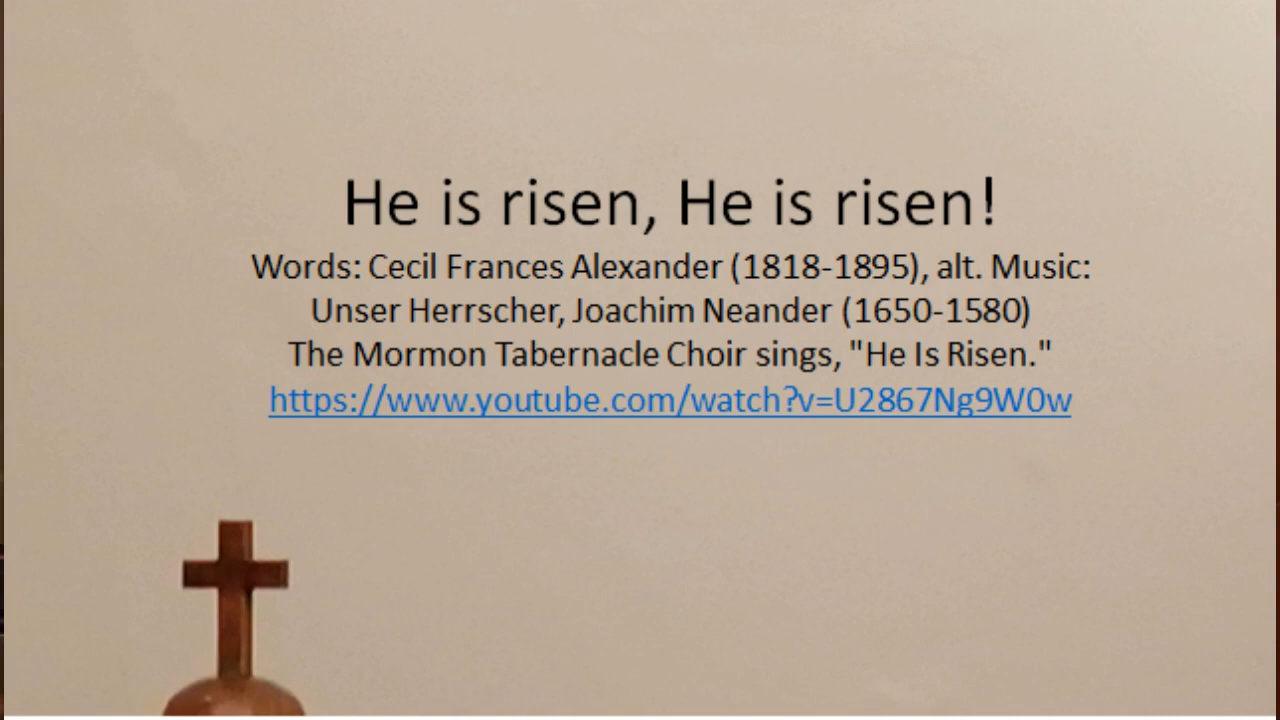 He is risen, He is risen!
Words: Cecil Frances Alexander (1818-1895), alt. Music:
Unser Herrscher, Joachim Neander (1650-1580)
The Mormon Tabernacle Choir sings, "He Is Risen."
https://www.youtube.com/watch?v=U2867Ng9W0w